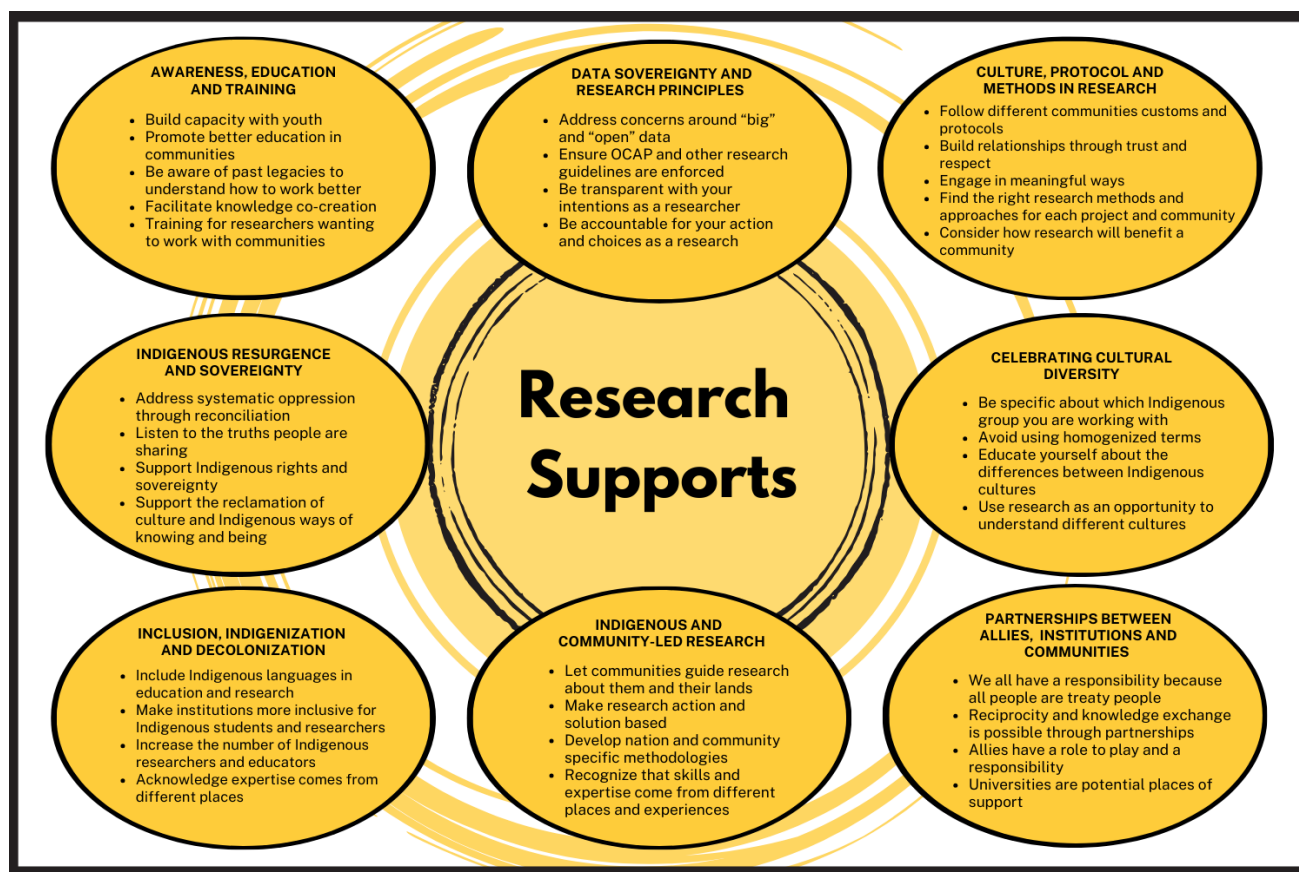 AWARENESS, EDUCATION
AND TRAINING
• Build capacity with youth
• Promote better education in
communities
• Be aware of past legacies to
understand how to work better
• Facilitate knowledge co-creation
• Training for researchers wanting
to work with communities
DATA SOVEREIGNTY AND
RESEARCH PRINCIPLES
• Address concerns around “big”
and “open” data
• Ensure OCAP and other research
guidelines are enforced
• Be transparent with your
intentions as a researcher
• Be accountable for your action
and choices as a research
CULTURE, PROTOCOL AND
METHODS IN RESEARCH
• Follow different communities customs and
protocols
• Build relationships through trust and
respect
• Engage in meaningful ways
• Find the right research methods and
approaches for each project and community
• Consider how research will benefit a
community
INDIGENOUS RESURGENCE
AND SOVEREIGNTY
• Address systematic oppression
through reconciliation
• Listen to the truths people are
sharing
• Support Indigenous rights and
sovereignty
• Support the reclamation of
culture and Indigenous ways of
knowing and being
Research
Supports
CELEBRATING CULTURAL
DIVERSITY
• Be specific about which Indigenous
group you are working with
• Avoid using homogenized terms
• Educate yourself about the
differences between Indigenous
cultures
• Use research as an opportunity to
understand different cultures
INCLUSION, INDIGENIZATION
AND DECOLONIZATION
• Include Indigenous languages in
education and research
• Make institutions more inclusive for
Indigenous students and researchers
• Increase the number of Indigenous
researchers and educators
• Acknowledge expertise comes from
different places
INDIGENOUS AND
COMMUNITY-LED RESEARCH
• Let communities guide research
about them and their lands
• Make research action and
solution based
• Develop nation and community
specific methodologies
• Recognize that skills and
expertise come from different
places and experiences
PARTNERSHIPS BETWEEN
ALLIES, INSTITUTIONS AND
COMMUNITIES
• We all have a responsibility because
all people are treaty people
• Reciprocity and knowledge exchange
is possible through partnerships
• Allies have a role to play and a
responsibility
• Universities are potential places of
support